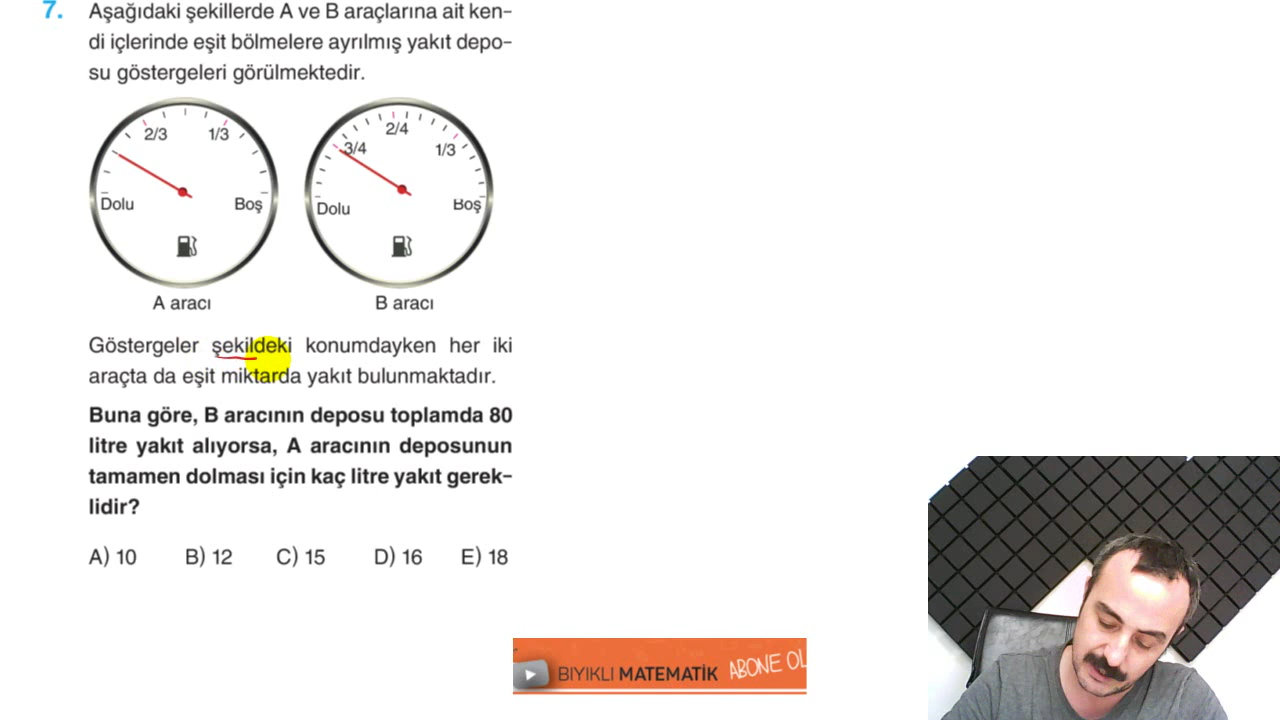 7. Aşağıdaki şekillerde A ve B araçlarına ait ken-
di içlerinde eşit bölmelere ayrılmış yakıt depo-
su göstergeleri görülmektedir.
2/3 1/3
Dolu Boş
A aracı
3/4 2/4 1/3
Dolu Boş
B aracı
Göstergeler şekildeki konumdayken her iki
araçta da eşit miktarda yakıt bulunmaktadır.
Buna göre, B aracının deposu toplamda 80
litre yakıt alıyorsa, A aracının deposunun
tamamen dolması için kaç litre yakıt gerek-
lidir?
A) 10 B) 12 C) 15 D) 16 E) 18
BIYIKLI MATEMATİK ABONE OL